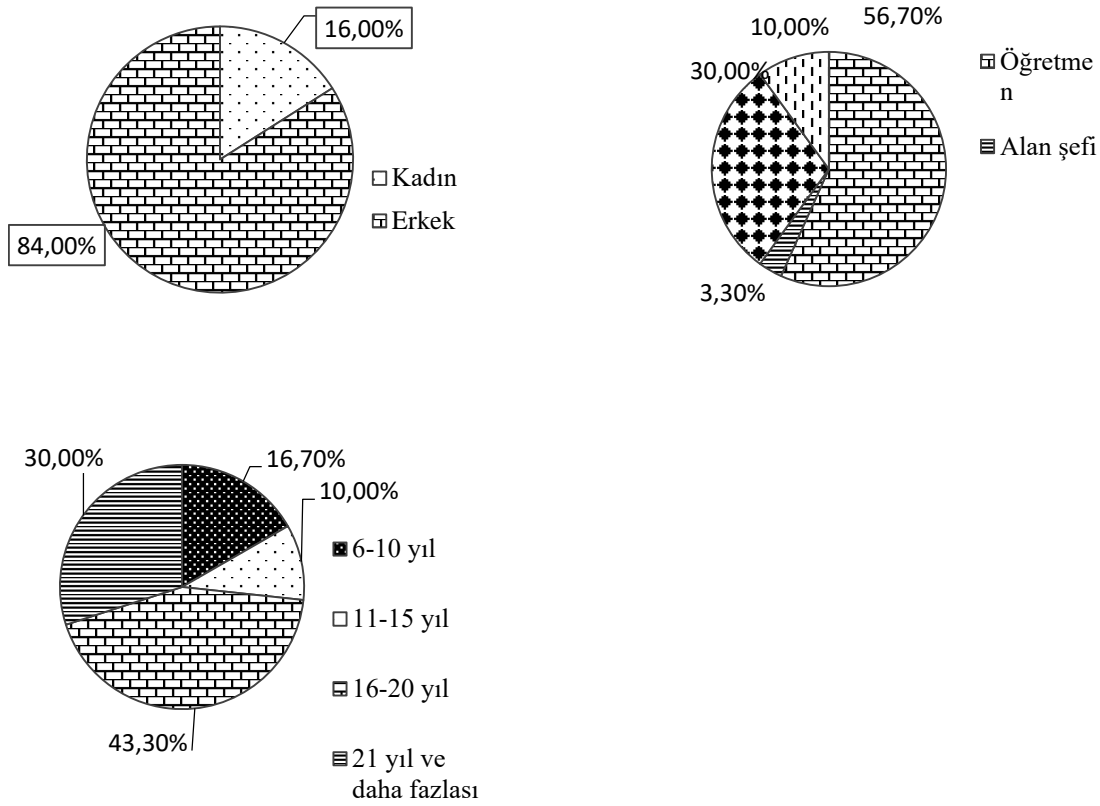 16,00%
Kadın
Erkek
84,00%
10,00%
56,70%
30,00%
3,30%
Öğretme
n
Alan şefi
30,00%
16,70%
10,00%
43,30%
6-10 yıl
11-15 yıl
16-20 yıl
21 yıl ve
daha fazlası